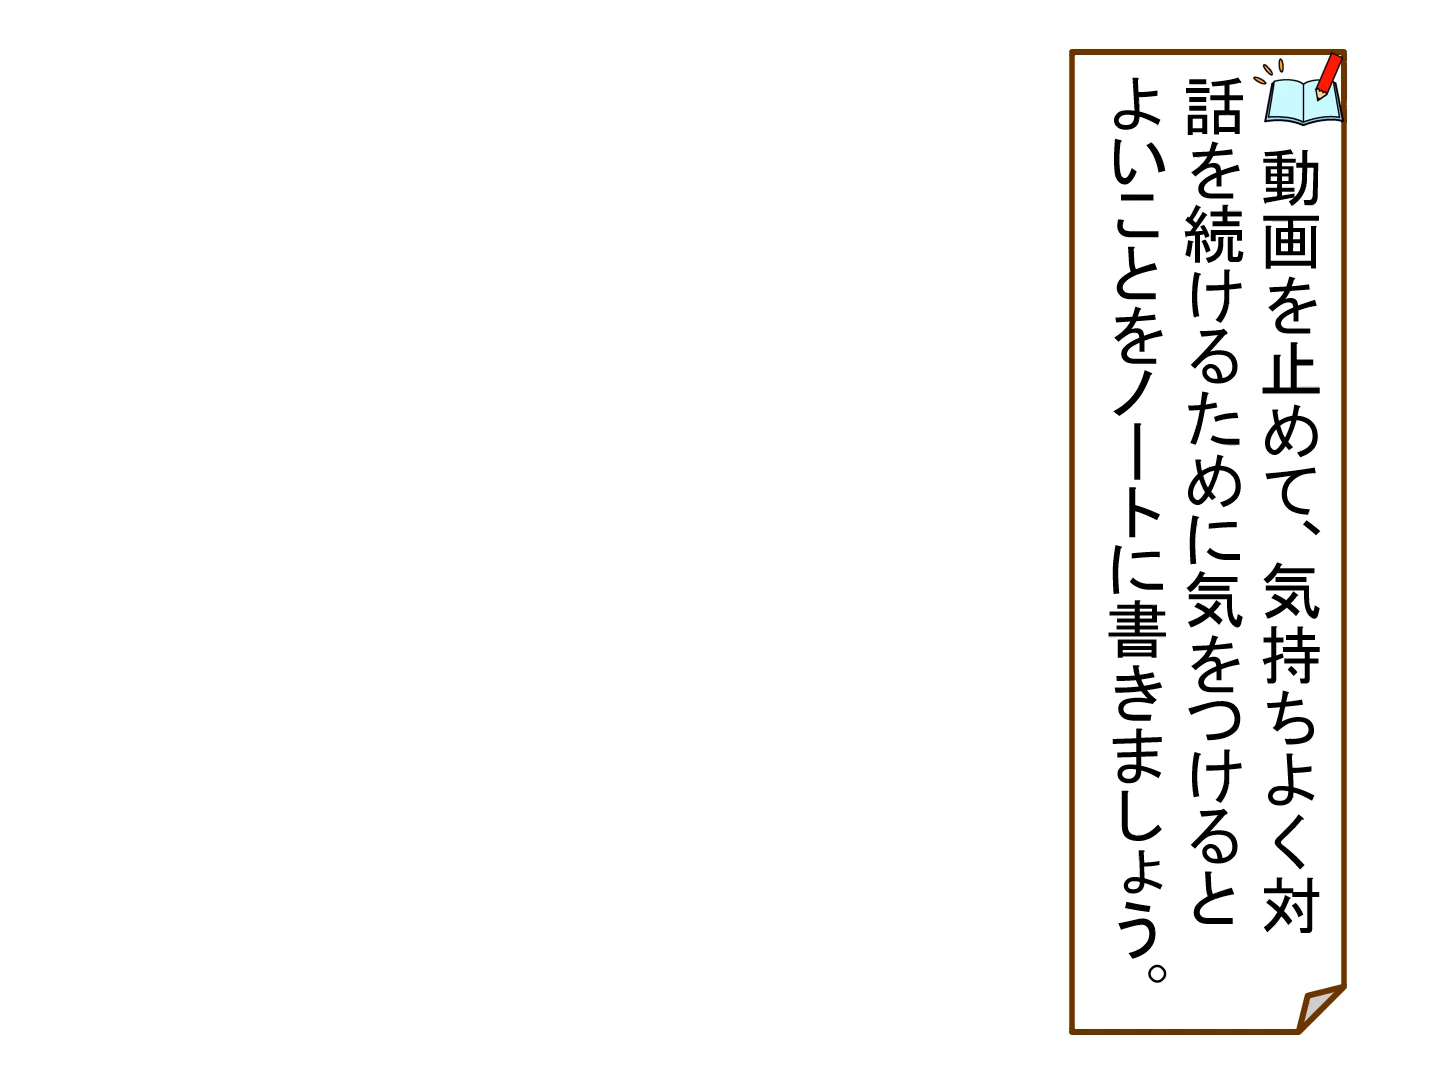 動画を止めて、気持ちよく対
話を続けるために気をつけると
よいことをノートに書きましょう。